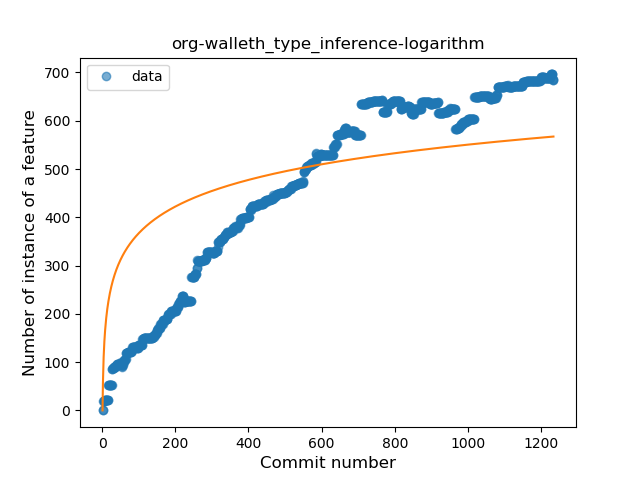 org-walleth_type_inference-logarithm
data
Number of instance of a feature
700
600
500
400
300
200
100
0
0 200 400 600 800 1000 1200
Commit number